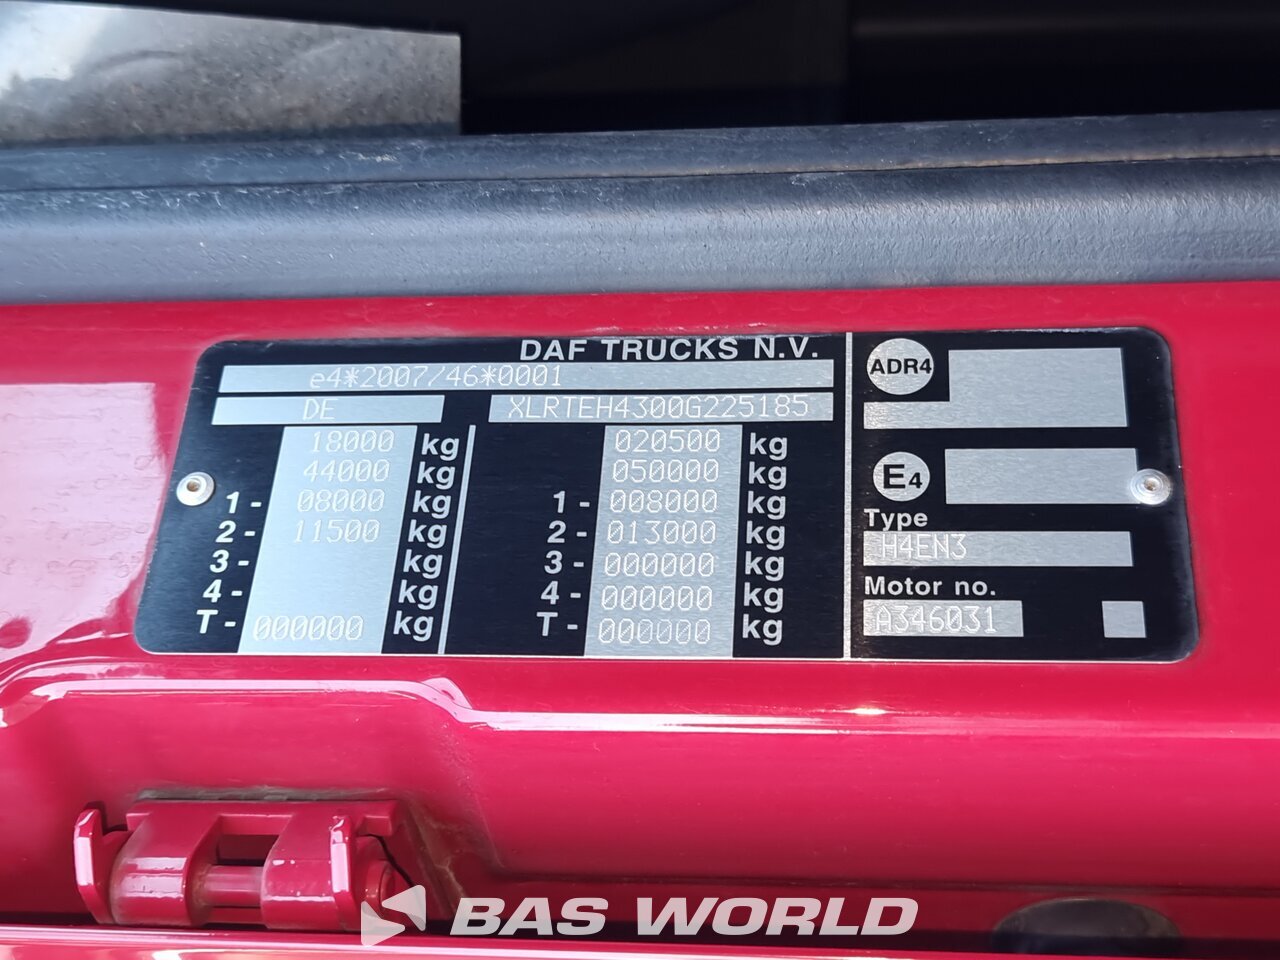 DAF TRUCKS N.V.
e4*2007/46*0001
DE XLRTEH4300G225185
18000 kg 020500 kg
44000 kg 050000 kg
1- 08000 kg 1- 008000 kg
2- 11500 kg 2- 013000 kg
3- kg 3- 000000 kg
4- kg 4- 000000 kg
T- 000000 kg T- 000000 kg
ADR4
E4
Type
H4EN3
Motor no.
A346031
BAS WORLD